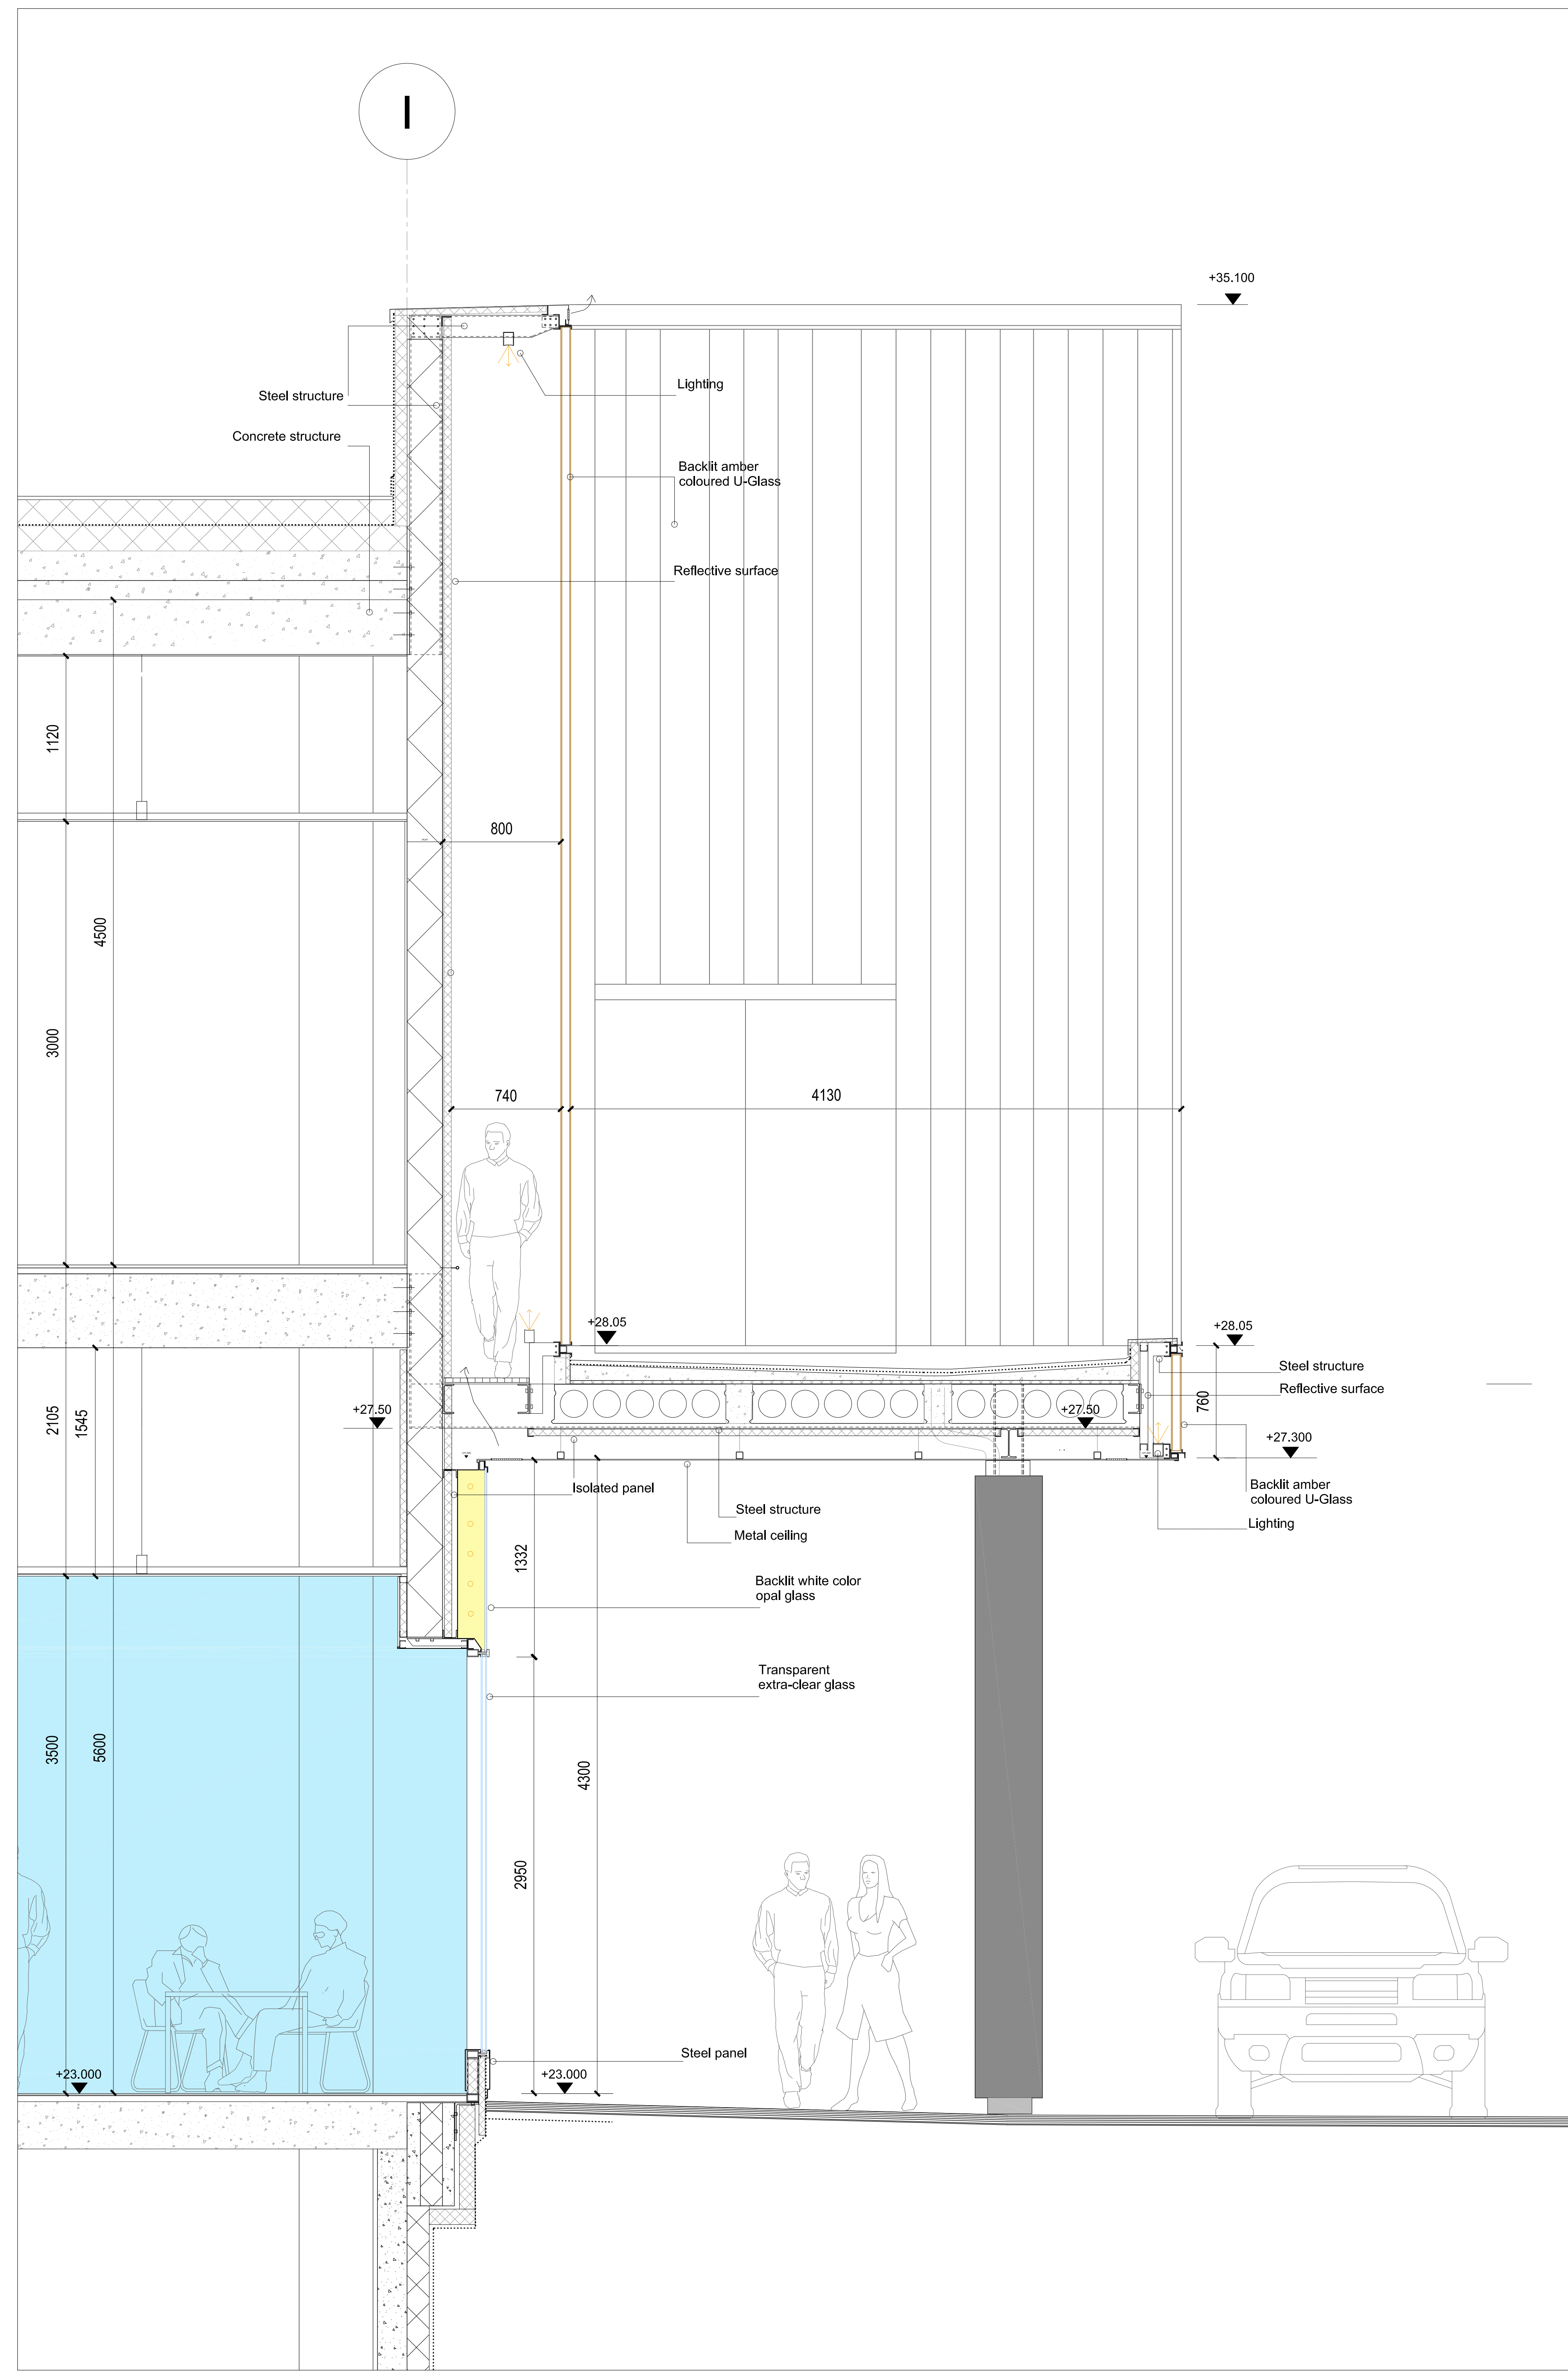 I
+35.100
Lighting
Steel structure
Concrete structure
Backlit amber
coloured U-Glass
Reflective surface
1120
800
4500
3000
740
4130
+28.05
+28.05
Steel structure
Reflective surface
760
2105
1545
+27.50
+27.50
+27.300
Isolated panel
Backlit amber
coloured U-Glass
Steel structure
Lighting
Metal ceiling
1332
Backlit white color
opal glass
Transparent
extra-clear glass
3500
5600
4300
2950
Steel panel
+23.000
+23.000